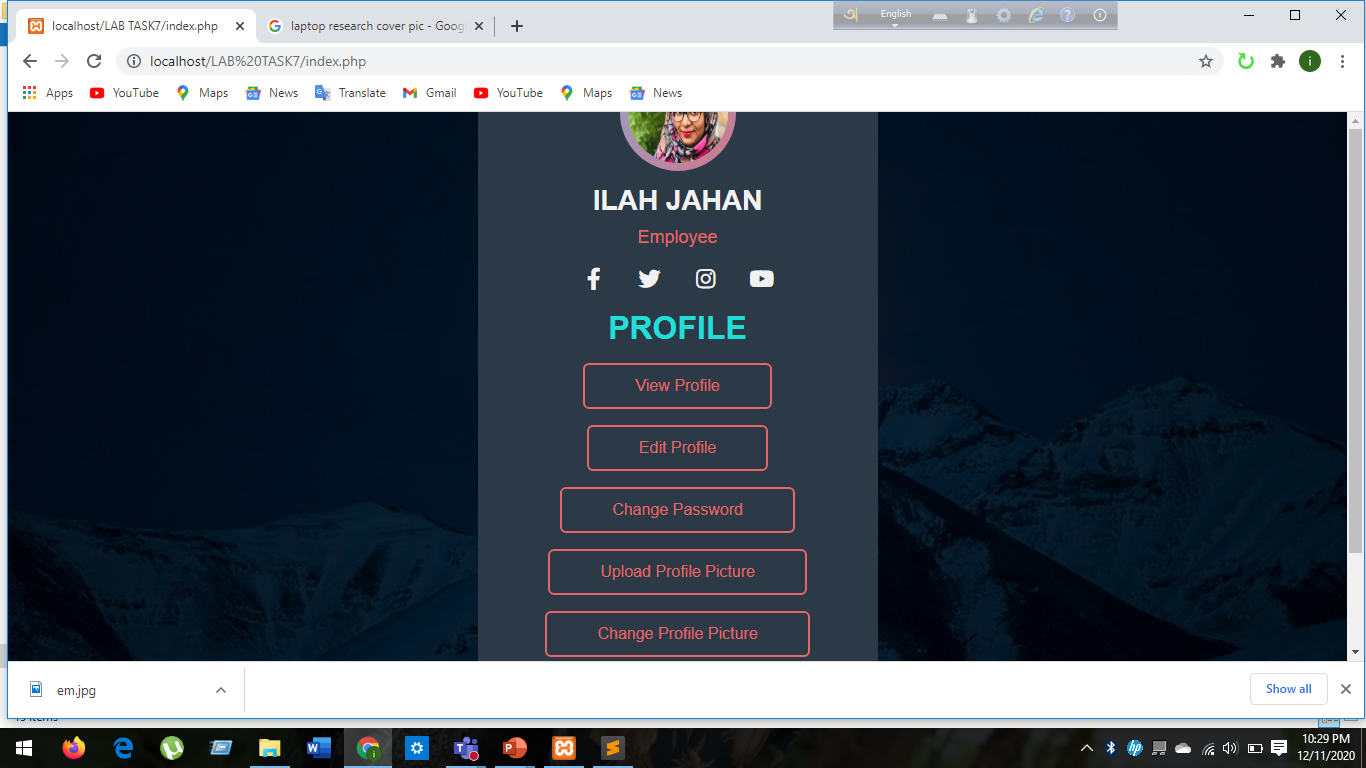 localhost/LAB TASK7/index.php
laptop research cover pic - Goog
English
localhost/LAB%20TASK7/index.php
i
Apps YouTube Maps News Translate Gmail YouTube Maps News
ILAH JAHAN
Employee
PROFILE
View Profile
Edit Profile
Change Password
Upload Profile Picture
Change Profile Picture
em.jpg
Show all
10:29 PM
12/11/2020